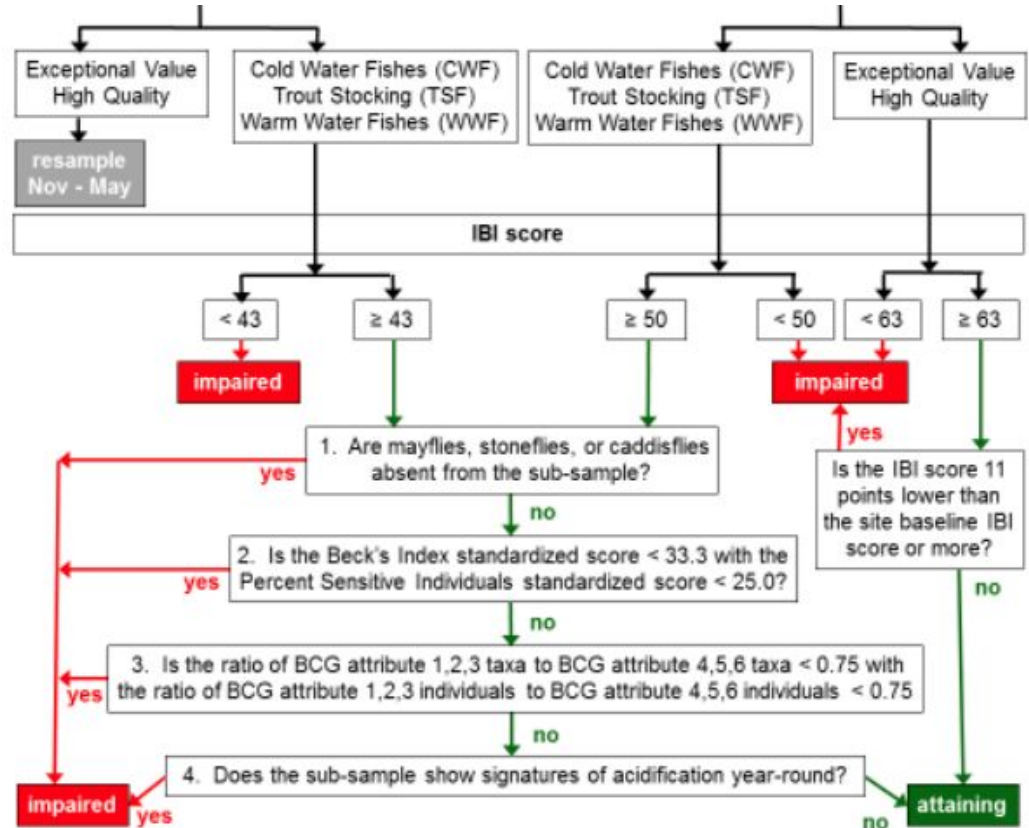 Exceptional Value
High Quality
Cold Water Fishes (CWF)
Trout Stocking (TSF)
Warm Water Fishes (WWF)
Cold Water Fishes (CWF)
Trout Stocking (TSF)
Warm Water Fishes (WWF)
Exceptional Value
High Quality
resample
Nov - May
IBI score
< 43
≥ 43
≥ 50
< 50
< 63
≥ 63
impaired
impaired
1. Are mayflies, stoneflies, or caddisflies
absent from the sub-sample?
yes
yes
Is the IBI score 11
points lower than
the site baseline IBI
score or more?
no
2. Is the Beck's Index standardized score < 33.3 with the
Percent Sensitive Individuals standardized score < 25.0?
yes
no
no
3. Is the ratio of BCG attribute 1,2,3 taxa to BCG attribute 4,5,6 taxa < 0.75 with
the ratio of BCG attribute 1,2,3 individuals to BCG attribute 4,5,6 individuals < 0.75
yes
no
4. Does the sub-sample show signatures of acidification year-round?
impaired
yes
no
attaining